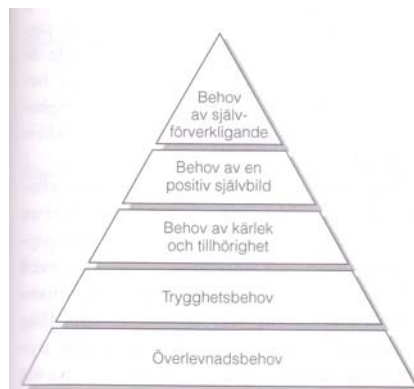 Behov
av själv-
förverkligande
Behov av en
positiv självbild
Behov av kärlek
och tillhörighet
Trygghetsbehov
Överlevnadsbehov